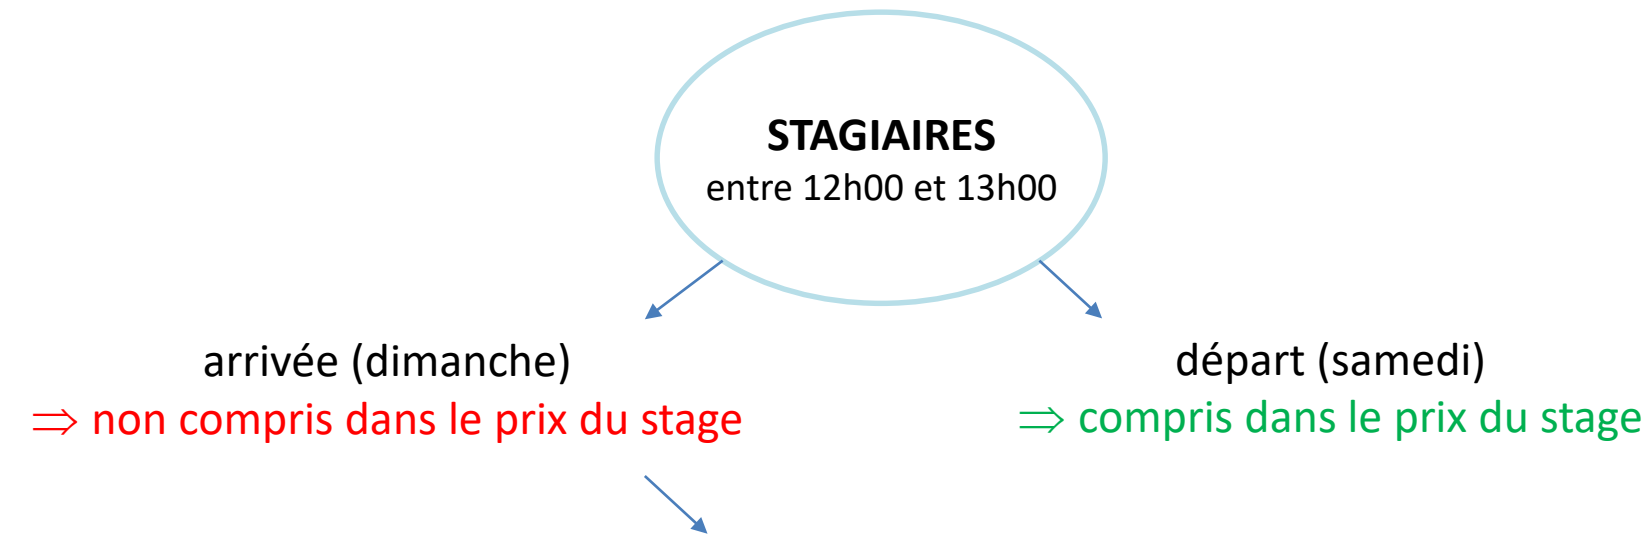 STAGIAIRES
entre 12h00 et 13h00
arrivée (dimanche)
⇒ non compris dans le prix du stage
départ (samedi)
⇒ compris dans le prix du stage